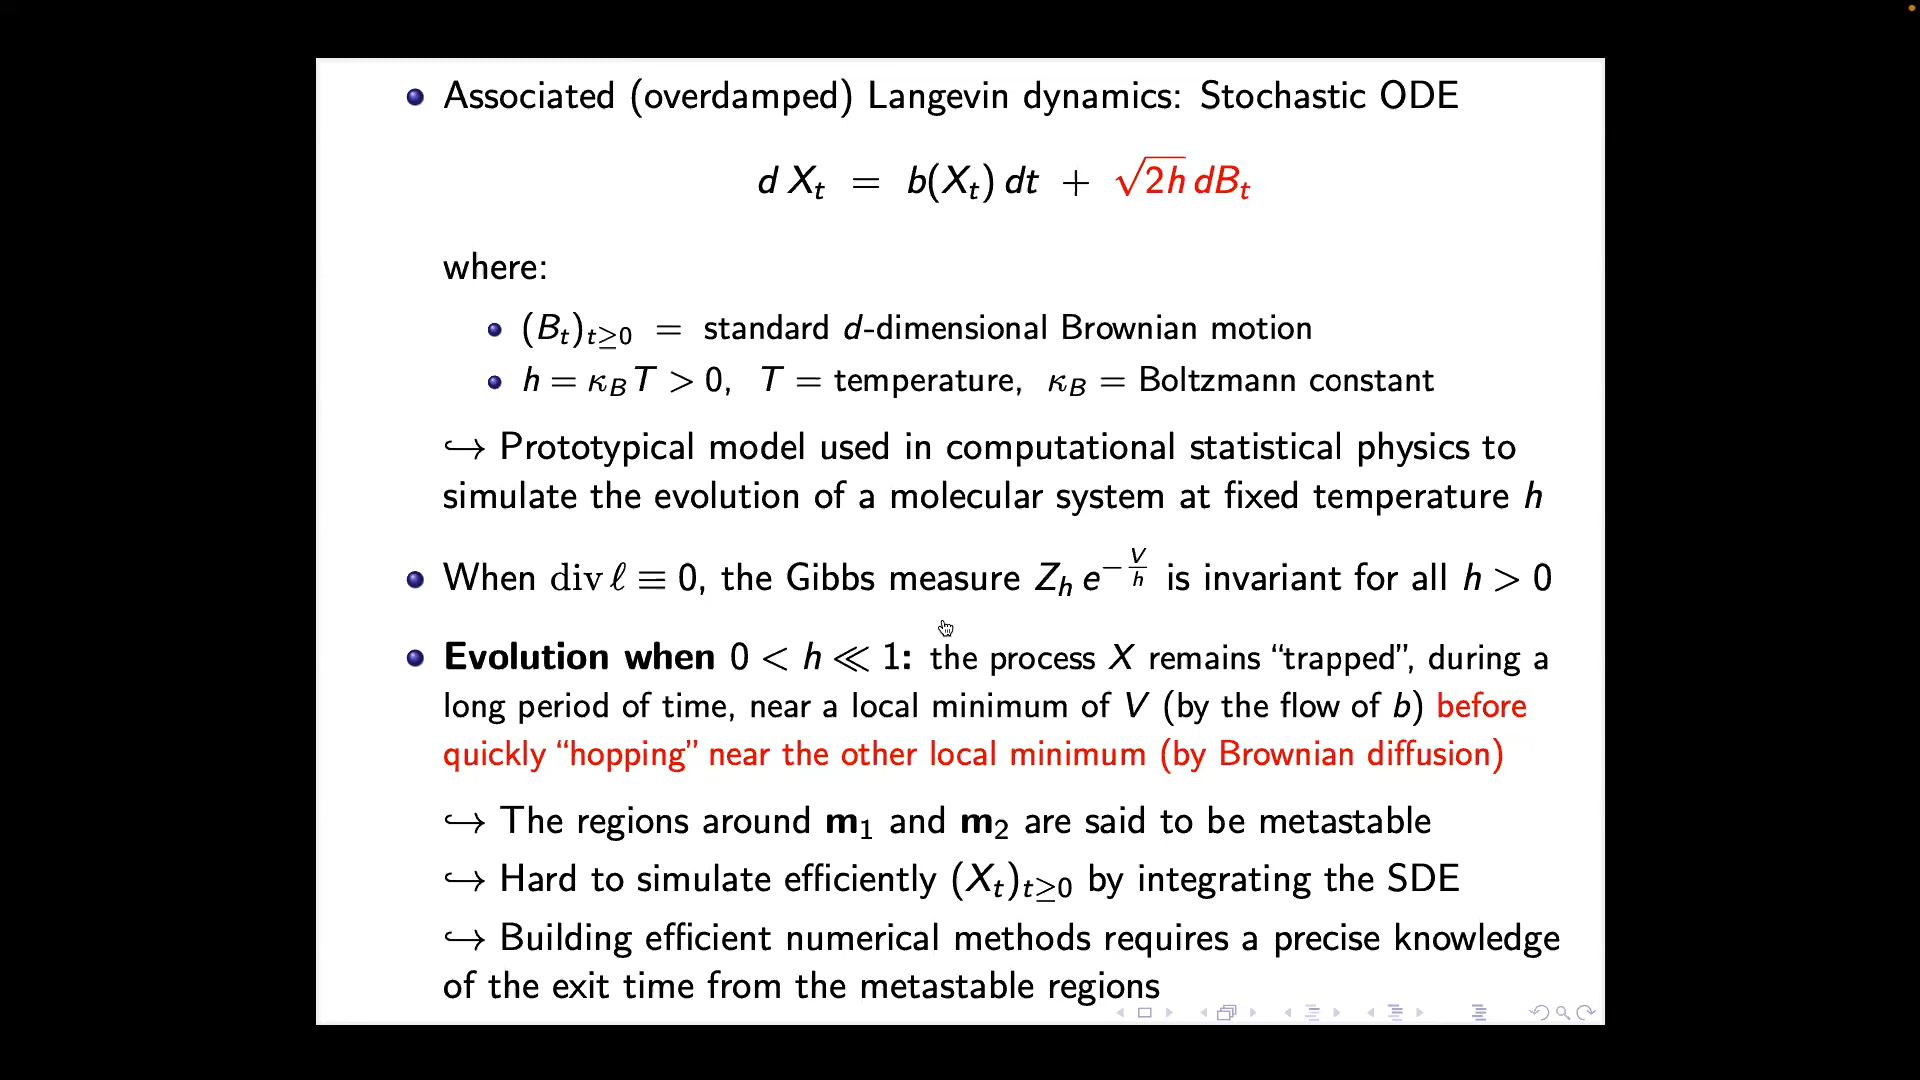 Associated (overdamped) Langevin dynamics: Stochastic ODE
d X_t = b(X_t) dt + √2h dB_t
where:
(B_t)_{t≥0} = standard d-dimensional Brownian motion
h = κ_B T > 0, T = temperature, κ_B = Boltzmann constant
↪ Prototypical model used in computational statistical physics to
simulate the evolution of a molecular system at fixed temperature h
When div ℓ ≡ 0, the Gibbs measure Z_h e^{-V/h} is invariant for all h > 0
Evolution when 0 < h ≪ 1: the process X remains “trapped”, during a
long period of time, near a local minimum of V (by the flow of b) before
quickly “hopping” near the other local minimum (by Brownian diffusion)
↪ The regions around m_1 and m_2 are said to be metastable
↪ Hard to simulate efficiently (X_t)_{t≥0} by integrating the SDE
↪ Building efficient numerical methods requires a precise knowledge
of the exit time from the metastable regions